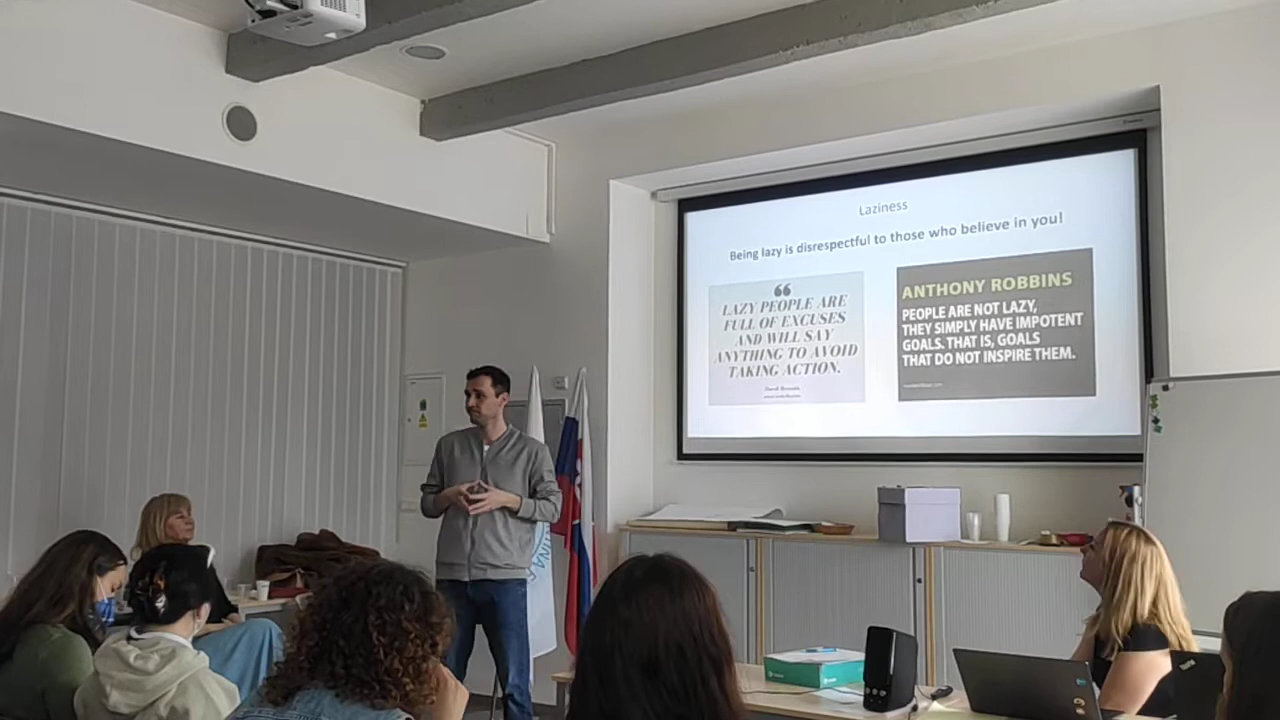 Laziness
Being lazy is disrespectful to those who believe in you!
LAZY PEOPLE ARE
FULL OF EXCUSES
AND WILL SAY
ANYTHING TO AVOID
TAKING ACTION.
ANTHONY ROBBINS
PEOPLE ARE NOT LAZY,
THEY SIMPLY HAVE IMPOTENT
GOALS. THAT IS, GOALS
THAT DO NOT INSPIRE THEM.